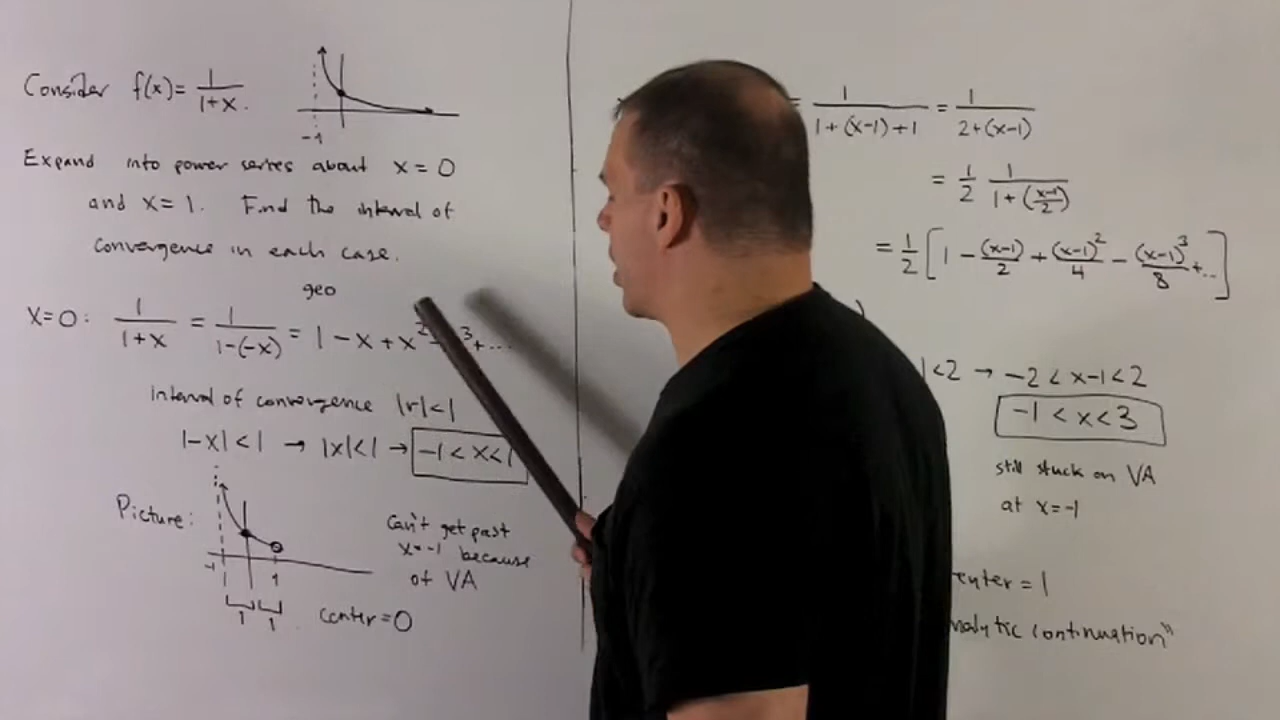 Consider f(x) = 1/(1+x).
-1
Expand into power series about x = 0
and x = 1. Find the interval of
convergence in each case.
geo
x=0: 1/(1+x) = 1/(1-(-x)) = 1 - x + x² - ³ + ...
Interval of convergence |r|<1
|-x|<1 → |x|<1 → -1 < x < 1
Picture:
-1 1
1 1
center = 0
Can't get past
x=-1 because
of VA
= 1/(1+(x-1)+1) = 1/(2+(x-1))
= 1/2 1/(1+((x-1)/2))
= 1/2 [1 - (x-1)/2 + (x-1)²/4 - (x-1)³/8 + ...]
)
|<2 → -2 < x-1 < 2
-1 < x < 3
still stuck on VA
at x=-1
enter = 1
nalytic continuation"